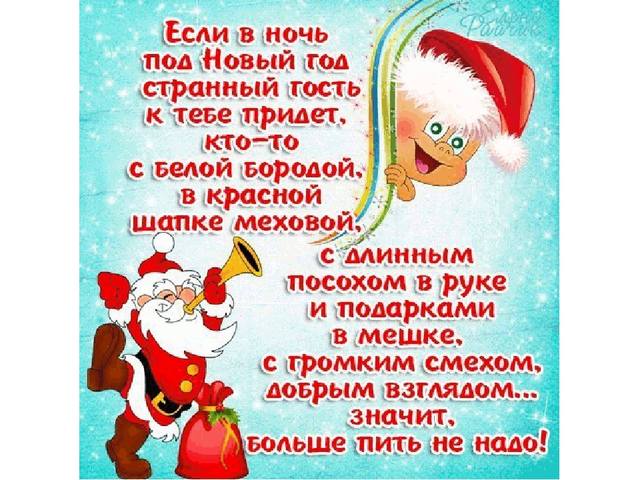 Если в ночь
под Новый год
странный гость
к тебе придет,
кто-то
с белой бородой,
в красной
шапке меховой,
с длинным
посохом в руке
и подарками
в мешке,
с громким смехом,
добрым взглядом...
значит,
больше пить не надо!